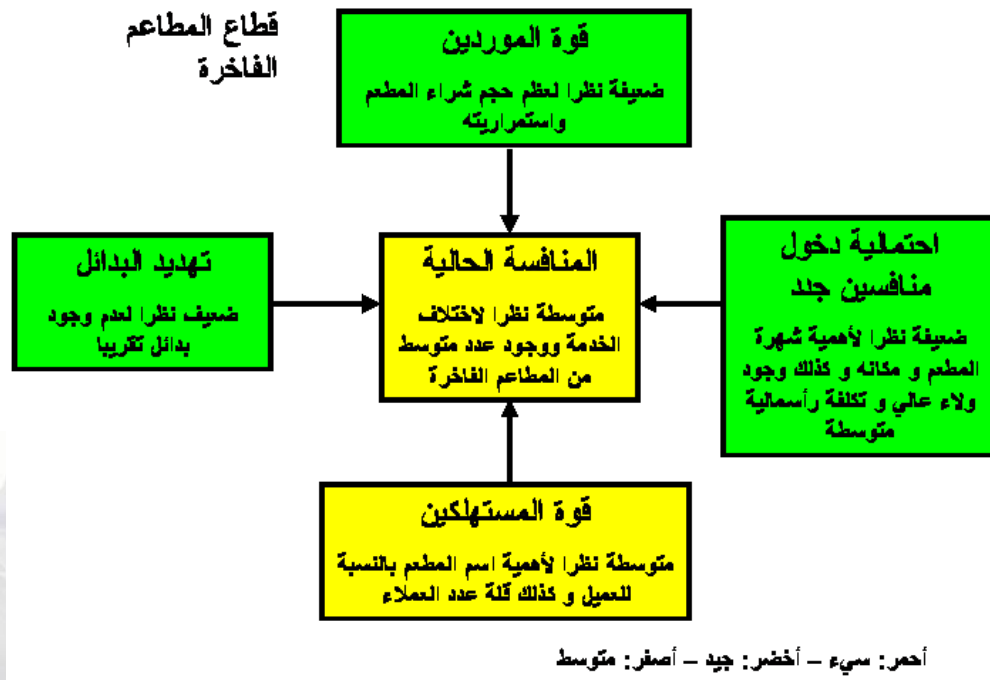 قطاع المطاعم
الفاخرة
قوة الموردين
ضعيفة نظرا لعظم حجم شراء المطعم
واستمراريته
احتمالية دخول
منافسين جدد
ضعيفة نظرا لأهمية شهرة
المطعم و مكانه و كذلك وجود
ولاء عالي و تكلفة رأسمالية
متوسطة
المنافسة الحالية
متوسطة نظرا لاختلاف
الخدمة ووجود عدد متوسط
من المطاعم الفاخرة
تهديد البدائل
ضعيف نظرا لعدم وجود
بدائل تقريبا
قوة المستهلكين
متوسطة نظرا لأهمية اسم المطعم بالنسبة
للعميل و كذلك قلة عدد العملاء
أحمر: سيء – أخضر: جيد – أصفر: متوسط